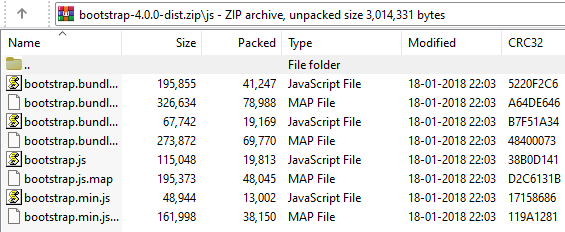 bootstrap-4.0.0-dist.zip\js - ZIP archive, unpacked size 3,014,331 bytes
Name Size Packed Type Modified CRC32
.. File folder
bootstrap.bundl... 195,855 41,247 JavaScript File 18-01-2018 22:03 5220F2C6
bootstrap.bundl... 326,634 78,988 MAP File 18-01-2018 22:03 A64DE646
bootstrap.bundl... 67,742 19,169 JavaScript File 18-01-2018 22:03 B7F51A34
bootstrap.bundl... 273,872 69,770 MAP File 18-01-2018 22:03 48400073
bootstrap.js 115,048 19,813 JavaScript File 18-01-2018 22:03 38B0D141
bootstrap.js.map 195,373 48,045 MAP File 18-01-2018 22:03 D2C6131B
bootstrap.min.js 48,944 13,002 JavaScript File 18-01-2018 22:03 17158686
bootstrap.min.js... 161,998 38,150 MAP File 18-01-2018 22:03 119A1281